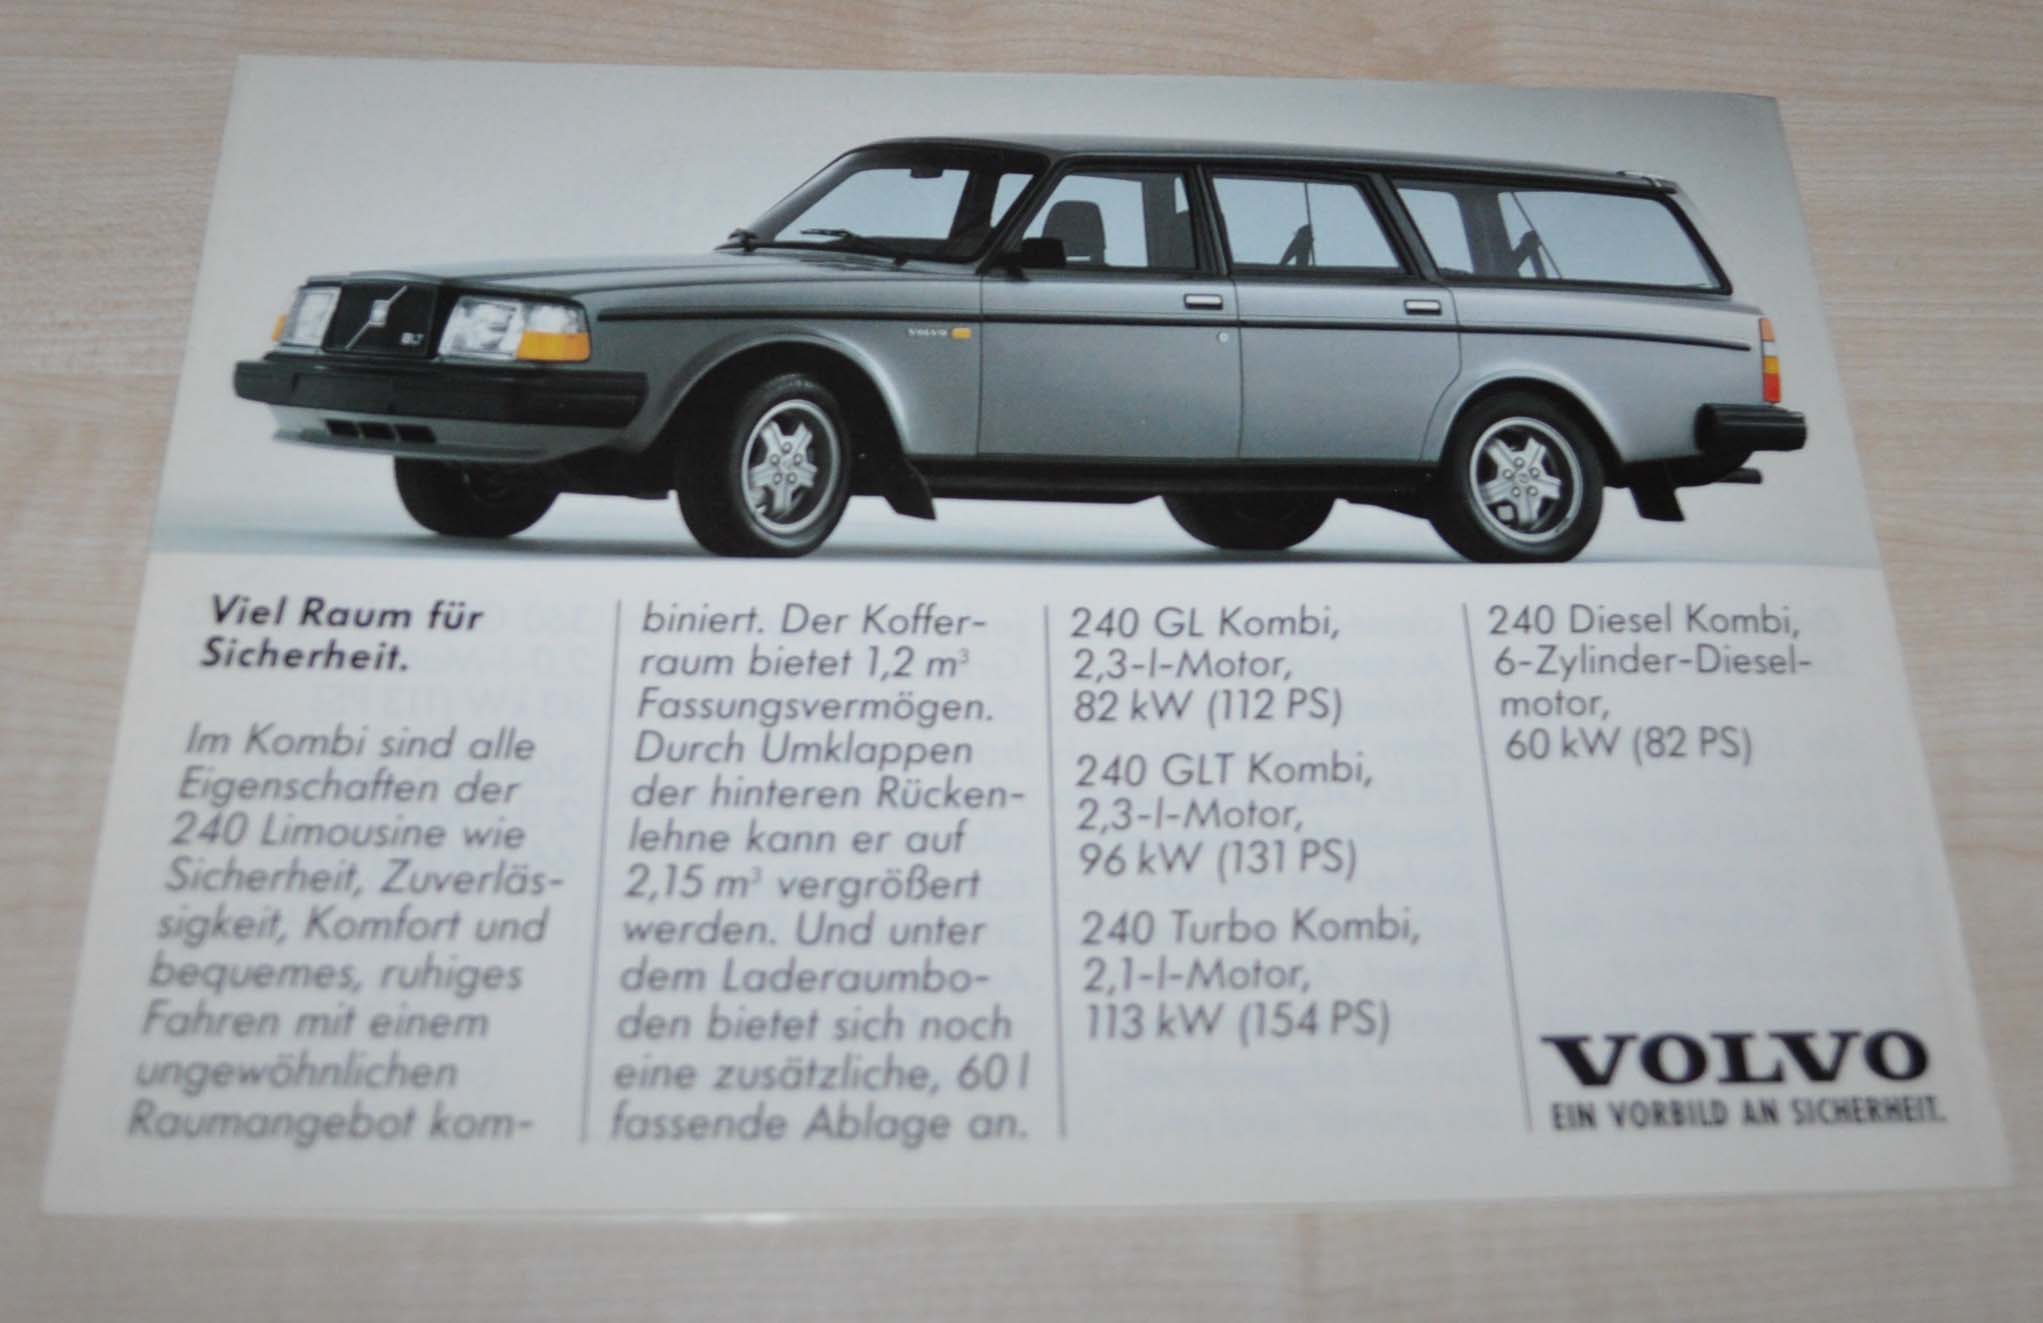 GLT
VOLVO
Viel Raum für
Sicherheit.
Im Kombi sind alle
Eigenschaften der
240 Limousine wie
Sicherheit, Zuverläs-
sigkeit, Komfort und
bequemes, ruhiges
Fahren mit einem
ungewöhnlichen
Raumangebot kom-
biniert. Der Koffer-
raum bietet 1,2 m³
Fassungsvermögen.
Durch Umklappen
der hinteren Rücken-
lehne kann er auf
2,15 m³ vergrößert
werden. Und unter
dem Laderaumbo-
den bietet sich noch
eine zusätzliche, 60 l
fassende Ablage an.
240 GL Kombi,
2,3-l-Motor,
82 kW (112 PS)
240 GLT Kombi,
2,3-l-Motor,
96 kW (131 PS)
240 Turbo Kombi,
2,1-l-Motor,
113 kW (154 PS)
240 Diesel Kombi,
6-Zylinder-Diesel-
motor,
60 kW (82 PS)
VOLVO
EIN VORBILD AN SICHERHEIT.